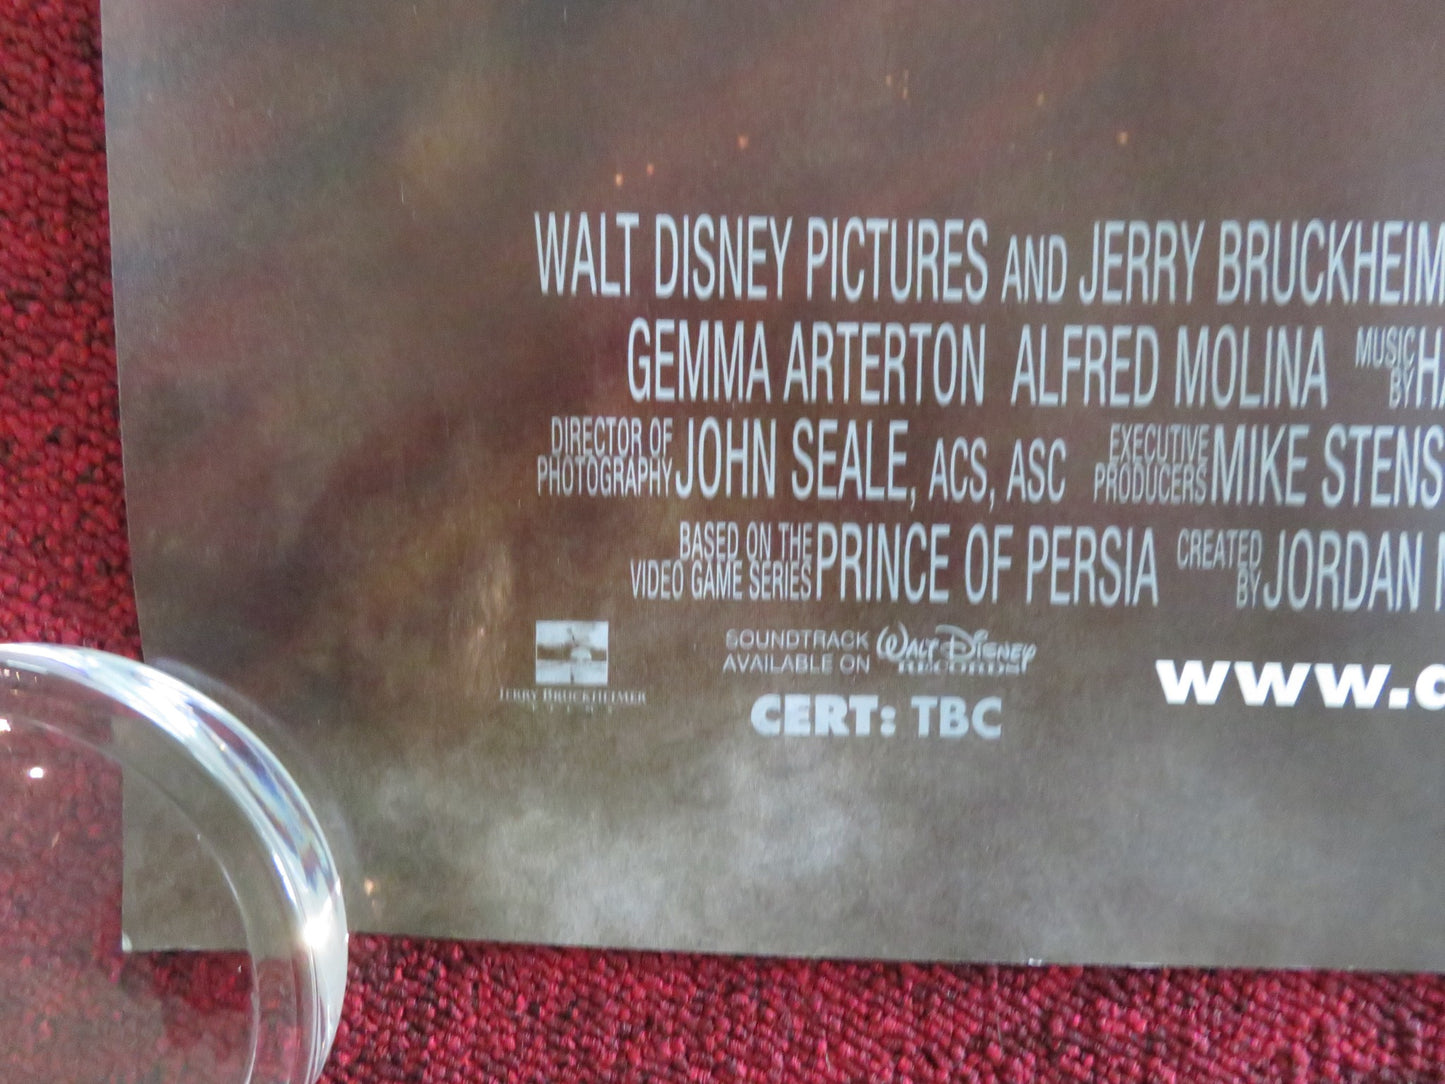 WALT DISNEY PICTURES AND JERRY BRUCKHEIM
GEMMA ARTERTON ALFRED MOLINA MUSIC BY HA
DIRECTOR OF PHOTOGRAPHY JOHN SEALE, ACS, ASC EXECUTIVE PRODUCERS MIKE STENS
BASED ON THE VIDEO GAME SERIES PRINCE OF PERSIA CREATED BY JORDAN
JERRY BRUCKHEIMER
SOUNDTRACK WALT DISNEY
AVAILABLE ON RECORDS
CERT: TBC
www.